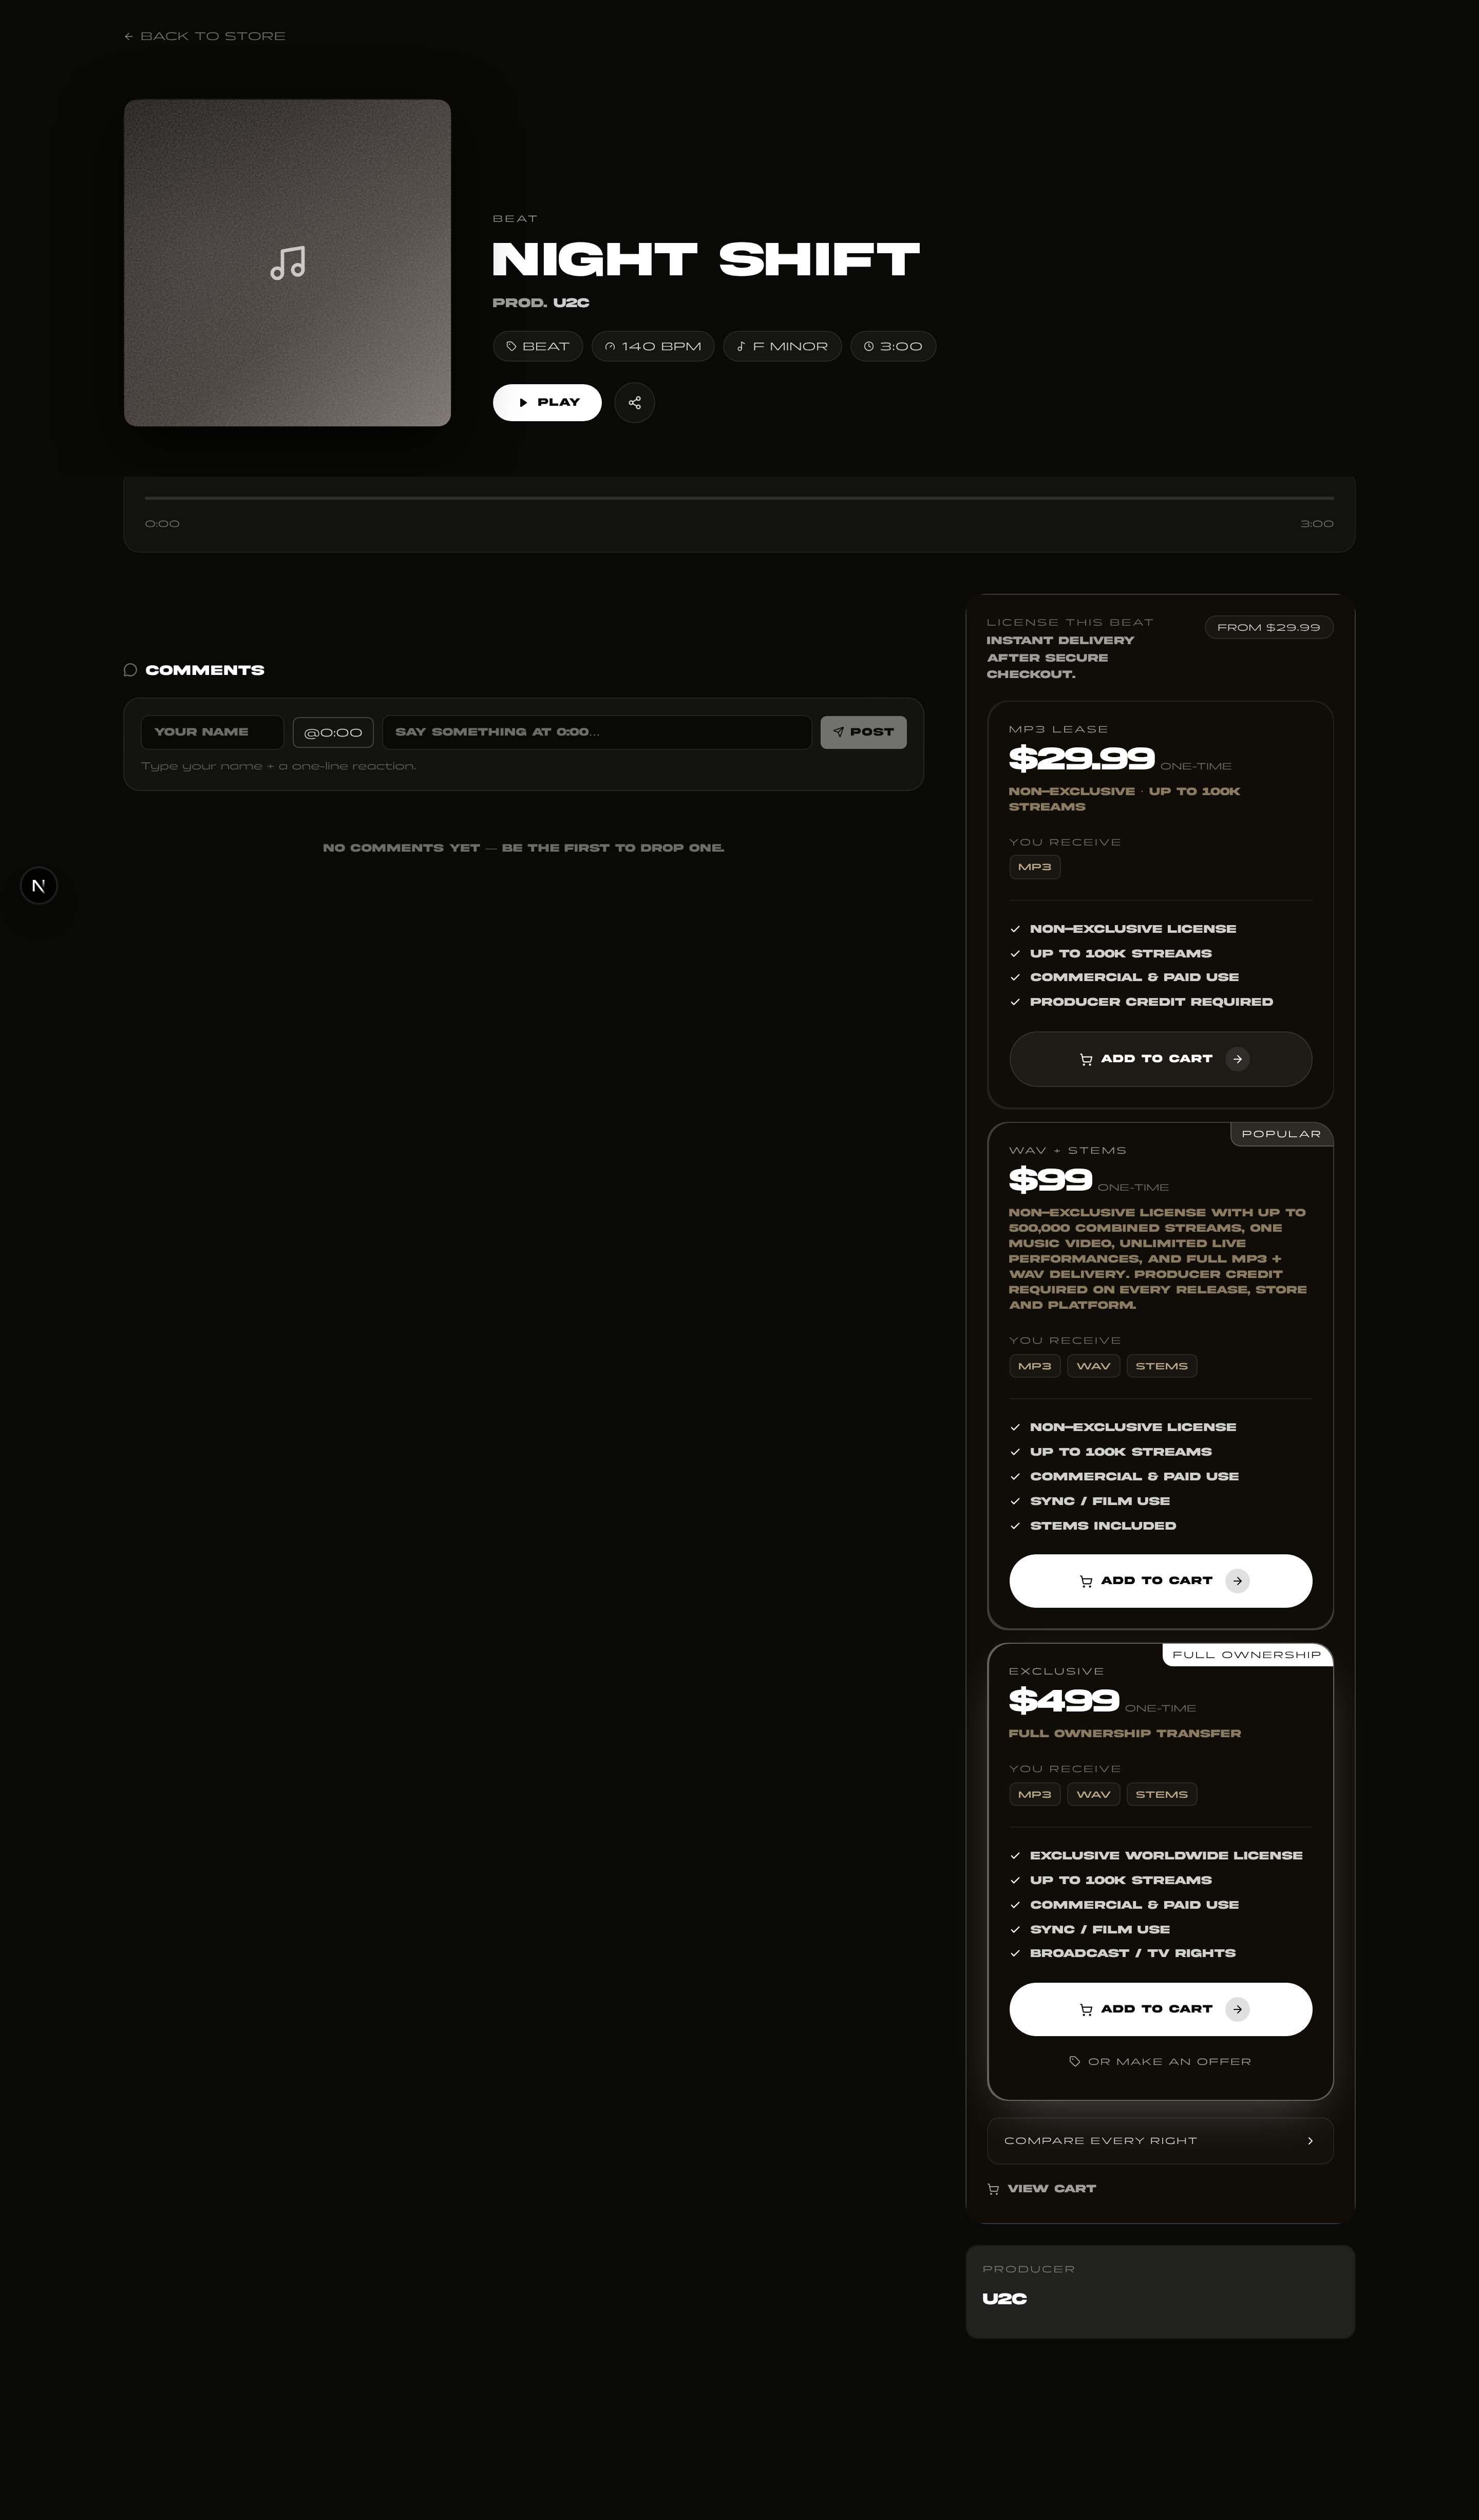 BACK TO STORE
BEAT
NIGHT SHIFT
PROD. U2C
BEAT
140 BPM
F MINOR
3:00
PLAY
0:00
3:00
COMMENTS
YOUR NAME
@0:00
SAY SOMETHING AT 0:00...
POST
Type your name + a one-line reaction.
NO COMMENTS YET — BE THE FIRST TO DROP ONE.
N
LICENSE THIS BEAT
INSTANT DELIVERY
AFTER SECURE
CHECKOUT.
FROM $29.99
MP3 LEASE
$29.99 ONE-TIME
NON-EXCLUSIVE · UP TO 100K
STREAMS
YOU RECEIVE
MP3
NON-EXCLUSIVE LICENSE
UP TO 100K STREAMS
COMMERCIAL & PAID USE
PRODUCER CREDIT REQUIRED
ADD TO CART
POPULAR
WAV + STEMS
$99 ONE-TIME
NON-EXCLUSIVE LICENSE WITH UP TO
500,000 COMBINED STREAMS, ONE
MUSIC VIDEO, UNLIMITED LIVE
PERFORMANCES, AND FULL MP3 +
WAV DELIVERY. PRODUCER CREDIT
REQUIRED ON EVERY RELEASE, STORE
AND PLATFORM.
YOU RECEIVE
MP3
WAV
STEMS
NON-EXCLUSIVE LICENSE
UP TO 100K STREAMS
COMMERCIAL & PAID USE
SYNC / FILM USE
STEMS INCLUDED
ADD TO CART
FULL OWNERSHIP
EXCLUSIVE
$499 ONE-TIME
FULL OWNERSHIP TRANSFER
YOU RECEIVE
MP3
WAV
STEMS
EXCLUSIVE WORLDWIDE LICENSE
UP TO 100K STREAMS
COMMERCIAL & PAID USE
SYNC / FILM USE
BROADCAST / TV RIGHTS
ADD TO CART
OR MAKE AN OFFER
COMPARE EVERY RIGHT
VIEW CART
PRODUCER
U2C